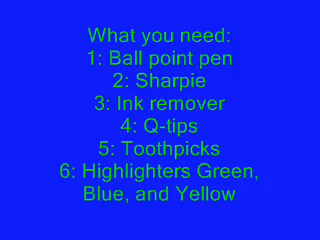 What you need:
1: Ball point pen
2: Sharpie
3: Ink remover
4: Q-tips
5: Toothpicks
6: Highlighters Green,
Blue, and Yellow